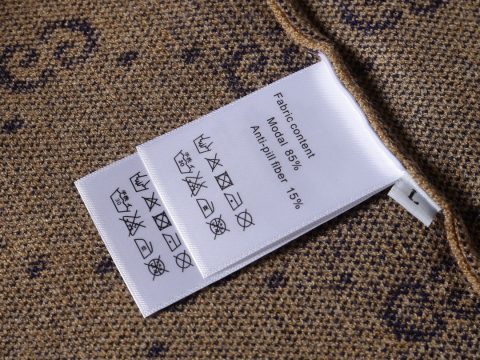 Fabric content
Modal 85%
Anti-pill fiber 15%
L